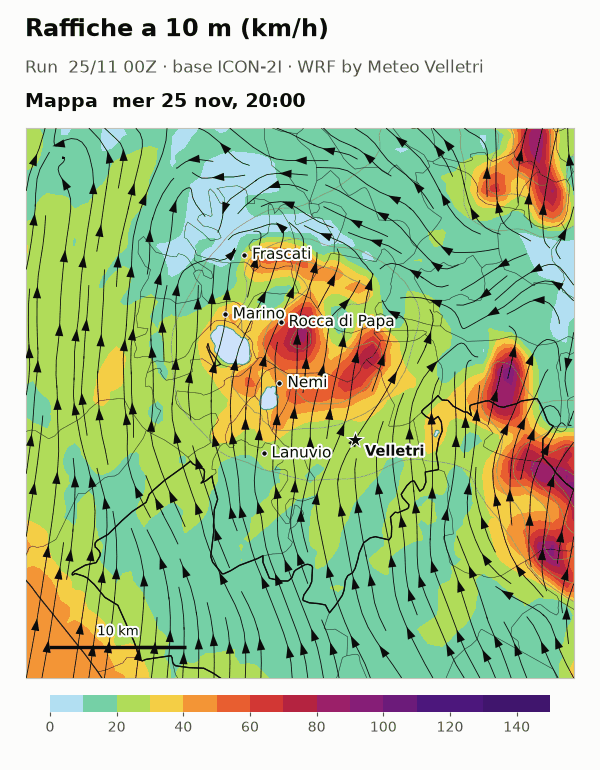 Raffiche a 10 m (km/h)
Run  25/11 00Z · base ICON-2I · WRF by Meteo Velletri
Mappa  mer 25 nov, 20:00
Frascati
Marino
Rocca di Papa
Nemi
Velletri
Lanuvio
10 km
0 20 40 60 80 100 120 140